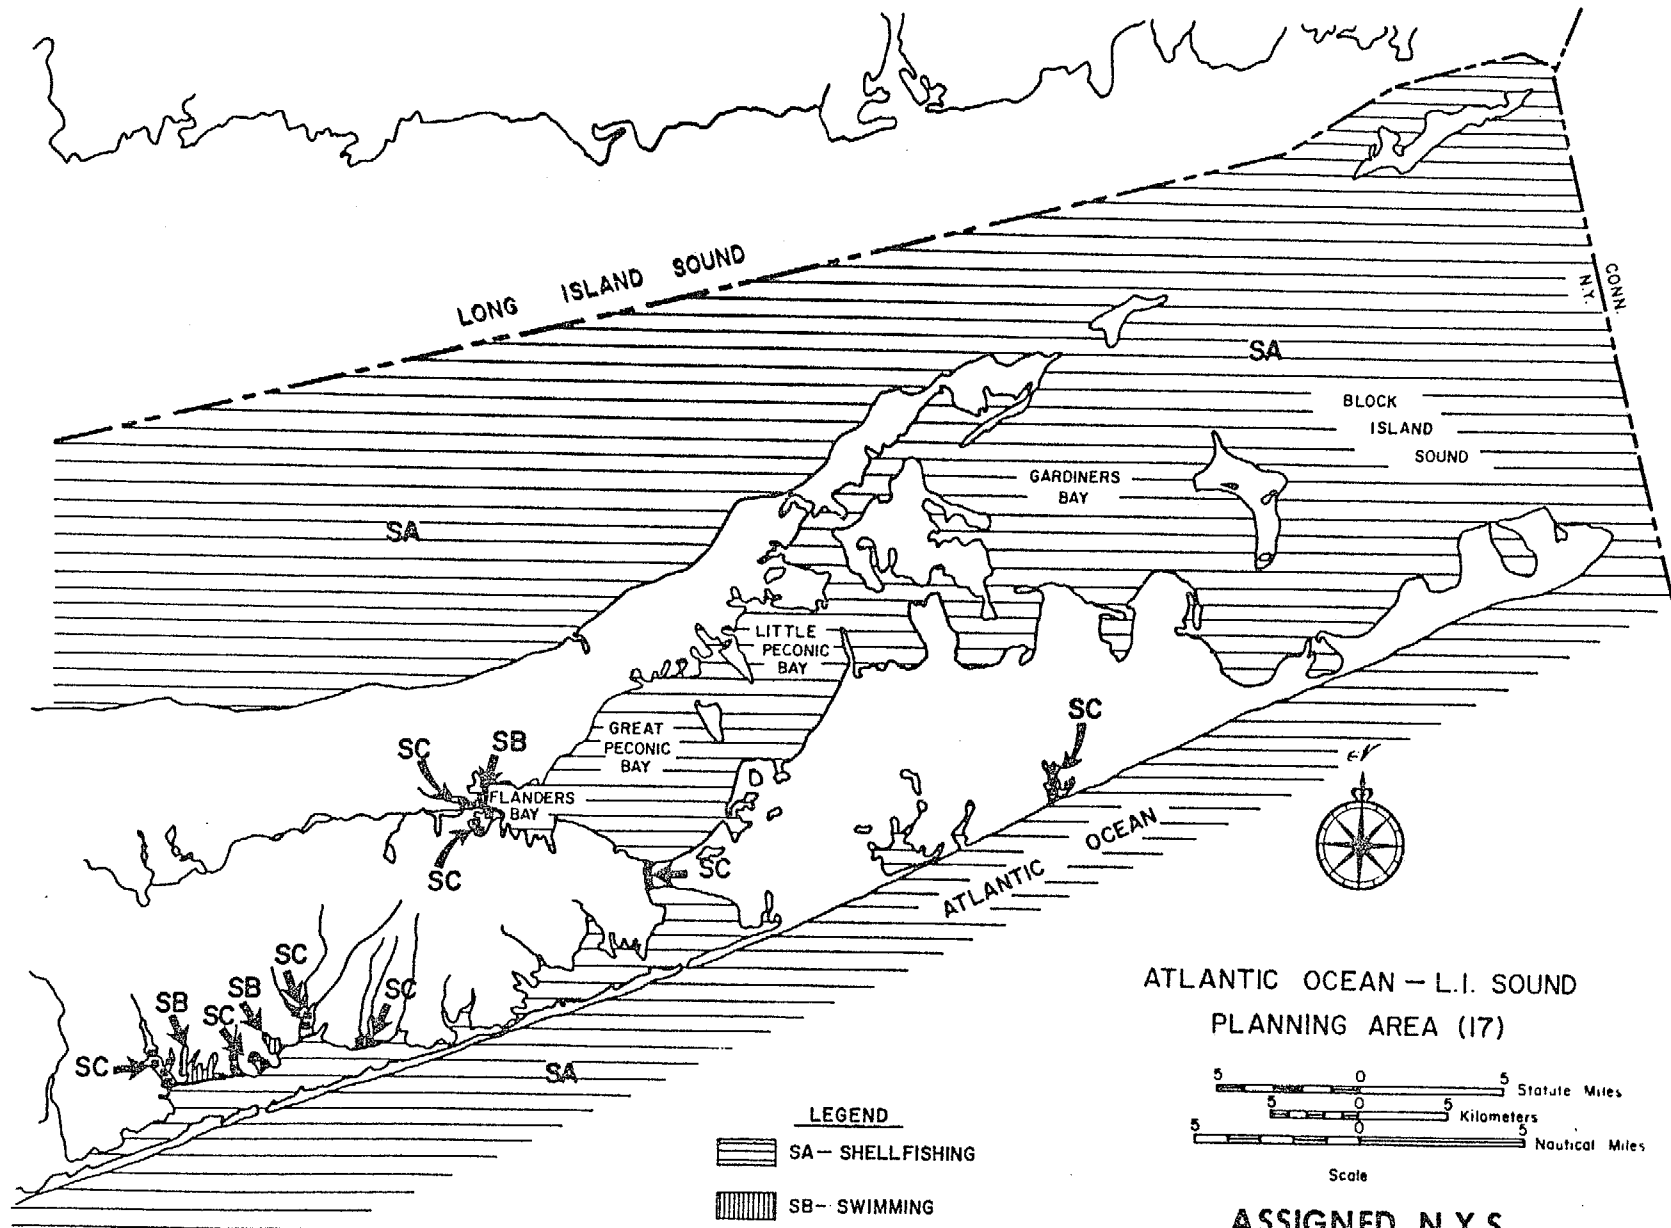 LONG ISLAND SOUND
CONN.
N.Y.
SA
BLOCK
ISLAND
SOUND
GARDINERS
BAY
SA
LITTLE
PECONIC
BAY
SC
GREAT
PECONIC
BAY
SC
SB
FLANDERS
BAY
SC
SC
ATLANTIC OCEAN
SC
SB
SB
SC
SC
SC
SA
ATLANTIC OCEAN — L.I. SOUND
PLANNING AREA (17)
5 0 5 Statute Miles
5 0 5 Kilometers
5 0 5 Nautical Miles
Scale
LEGEND
SA — SHELLFISHING
SB — SWIMMING
ASSIGNED N.Y.S.